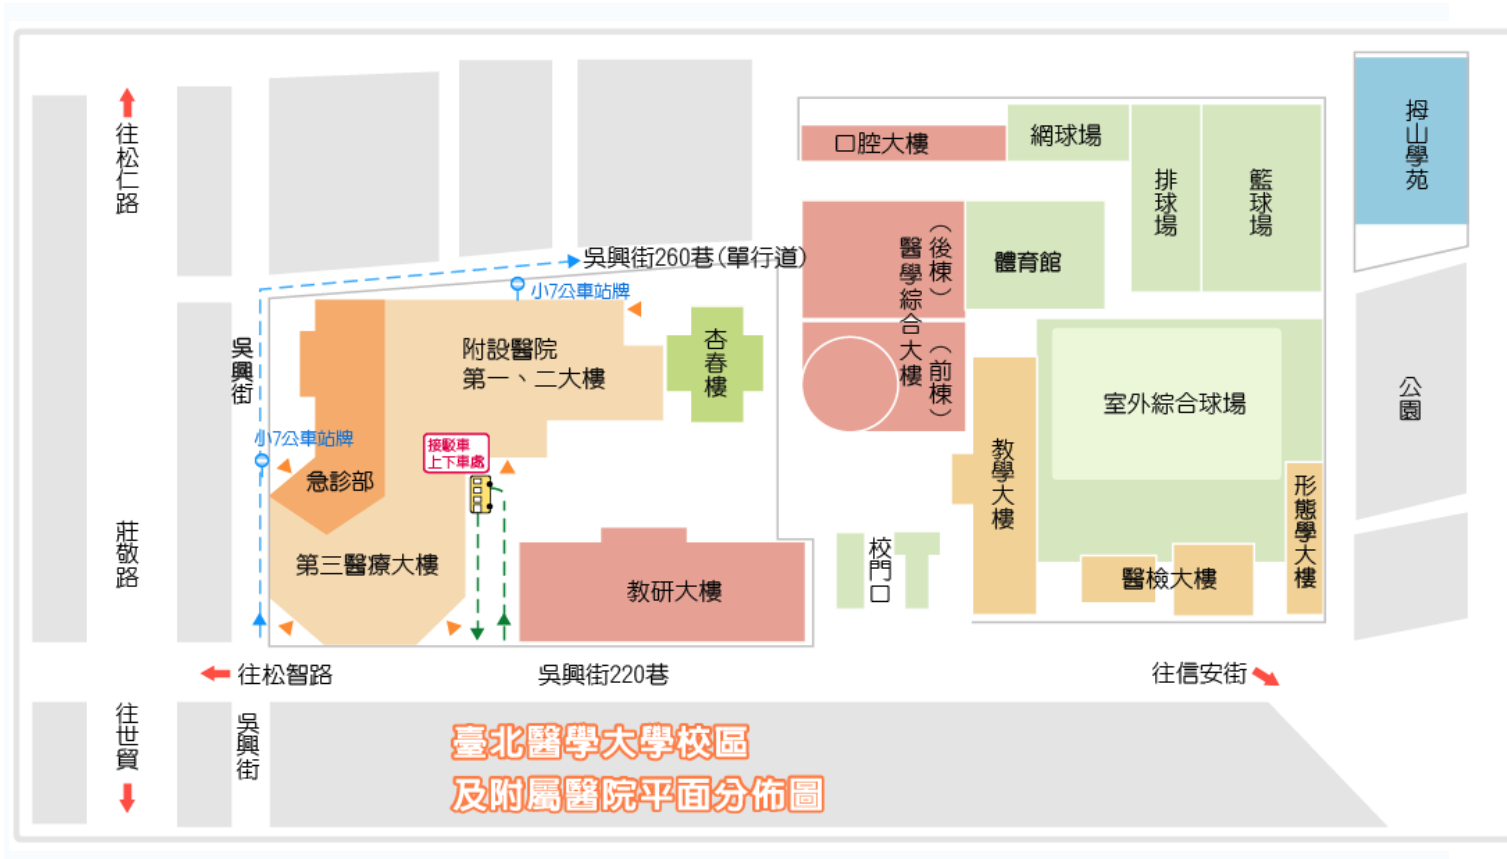 往松仁路
口腔大樓
網球場
排球場
籃球場
拇山學苑
吳興街260巷(單行道)
小7公車站牌
(後棟)
醫學綜合大樓
(前棟)
體育館
吳興街
附設醫院
第一、二大樓
杏春樓
室外綜合球場
公園
小7公車站牌
接駁車
上下車處
急診部
教學大樓
形態學大樓
莊敬路
第三醫療大樓
教研大樓
校門口
醫檢大樓
往松智路
吳興街220巷
往信安街
往世貿
吳興街
臺北醫學大學校區
及附屬醫院平面分佈圖